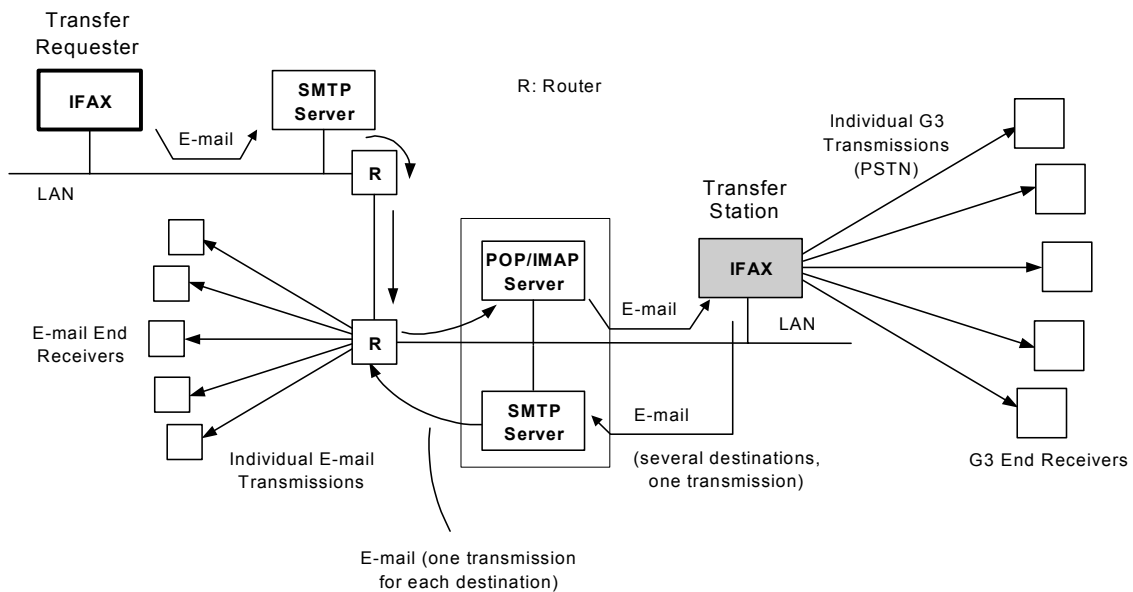 Transfer
Requester
IFAX
SMTP
Server
E-mail
R: Router
R
LAN
Individual G3
Transmissions
(PSTN)
Transfer
Station
IFAX
POP/IMAP
Server
E-mail
LAN
E-mail End
Receivers
R
SMTP
Server
E-mail
Individual E-mail
Transmissions
(several destinations,
one transmission)
G3 End Receivers
E-mail (one transmission
for each destination)